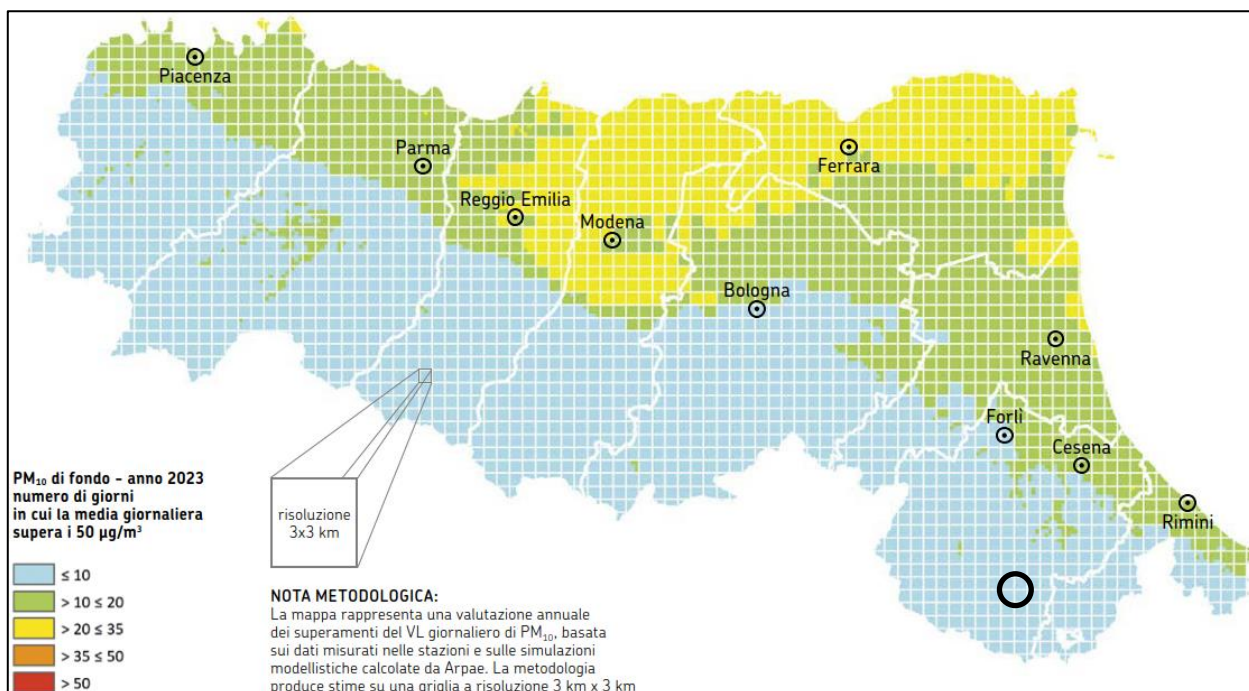 Piacenza
Parma
Ferrara
Reggio Emilia
Modena
Bologna
Ravenna
Forlì
Cesena
Rimini
PM₁₀ di fondo - anno 2023
numero di giorni
in cui la media giornaliera
supera i 50 µg/m³
≤ 10
> 10 ≤ 20
> 20 ≤ 35
> 35 ≤ 50
> 50
risoluzione
3x3 km
NOTA METODOLOGICA:
La mappa rappresenta una valutazione annuale
dei superamenti del VL giornaliero di PM₁₀, basata
sui dati misurati nelle stazioni e sulle simulazioni
modellistiche calcolate da Arpae. La metodologia
produce stime su una griglia a risoluzione 3 km x 3 km